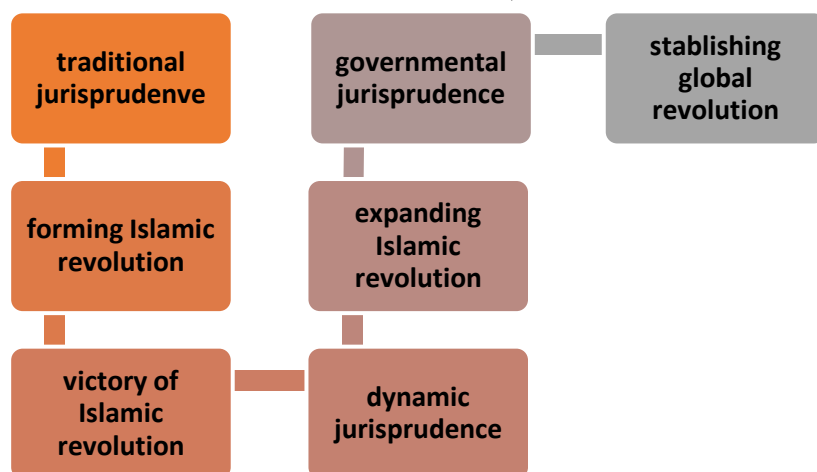 traditional
jurisprudenve
forming Islamic
revolution
victory of
Islamic
revolution
dynamic
jurisprudence
expanding
Islamic
revolution
governmental
jurisprudence
stablishing
global
revolution